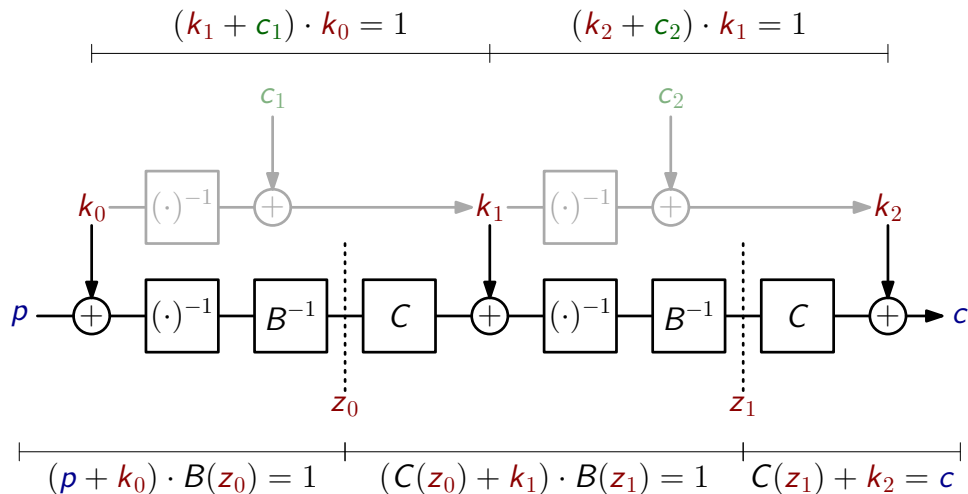 (k₁ + c₁) · k₀ = 1 (k₂ + c₂) · k₁ = 1
c₁ c₂
k₀ (·)⁻¹ + k₁ (·)⁻¹ + k₂
p + (·)⁻¹ B⁻¹ C + (·)⁻¹ B⁻¹ C + c
z₀ z₁
(p + k₀) · B(z₀) = 1 (C(z₀) + k₁) · B(z₁) = 1 C(z₁) + k₂ = c